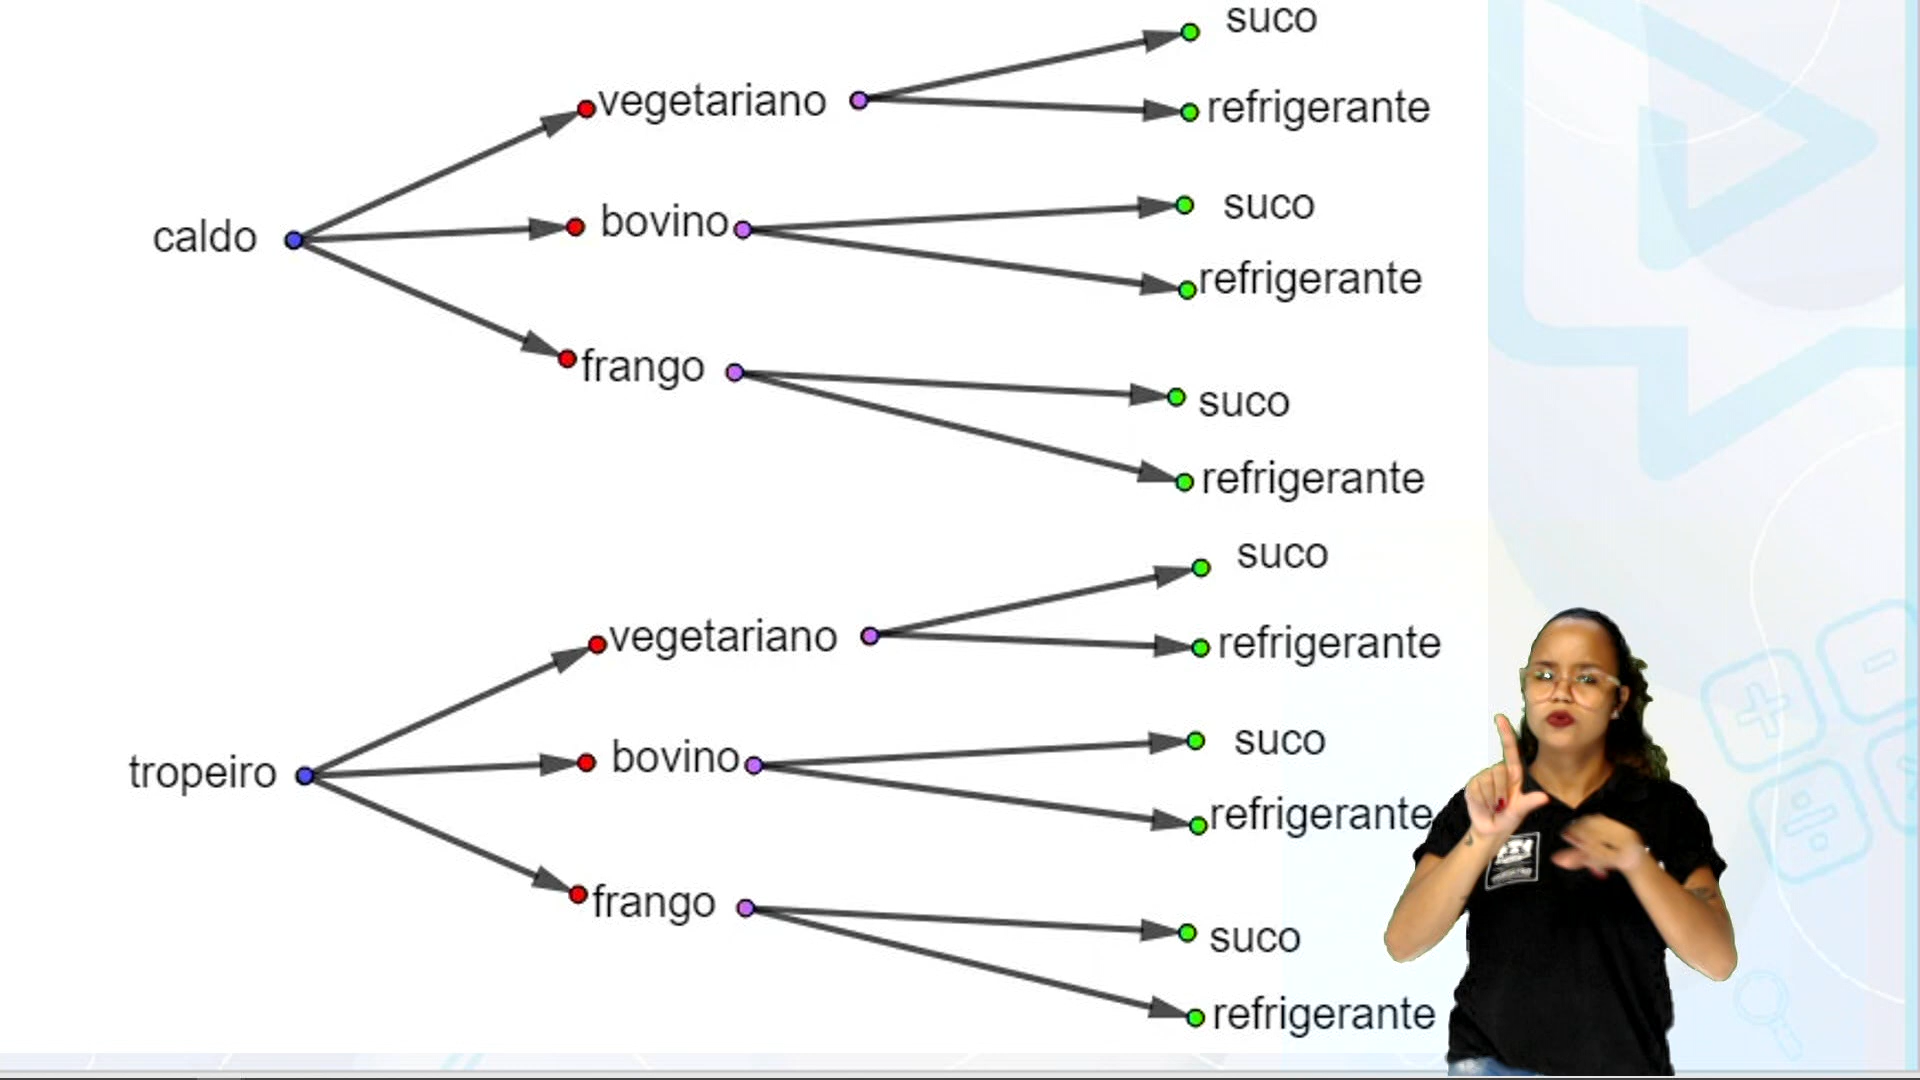 suco
vegetariano
refrigerante
caldo
bovino
suco
refrigerante
frango
suco
refrigerante
suco
vegetariano
refrigerante
tropeiro
bovino
suco
refrigerante
frango
suco
refrigerante